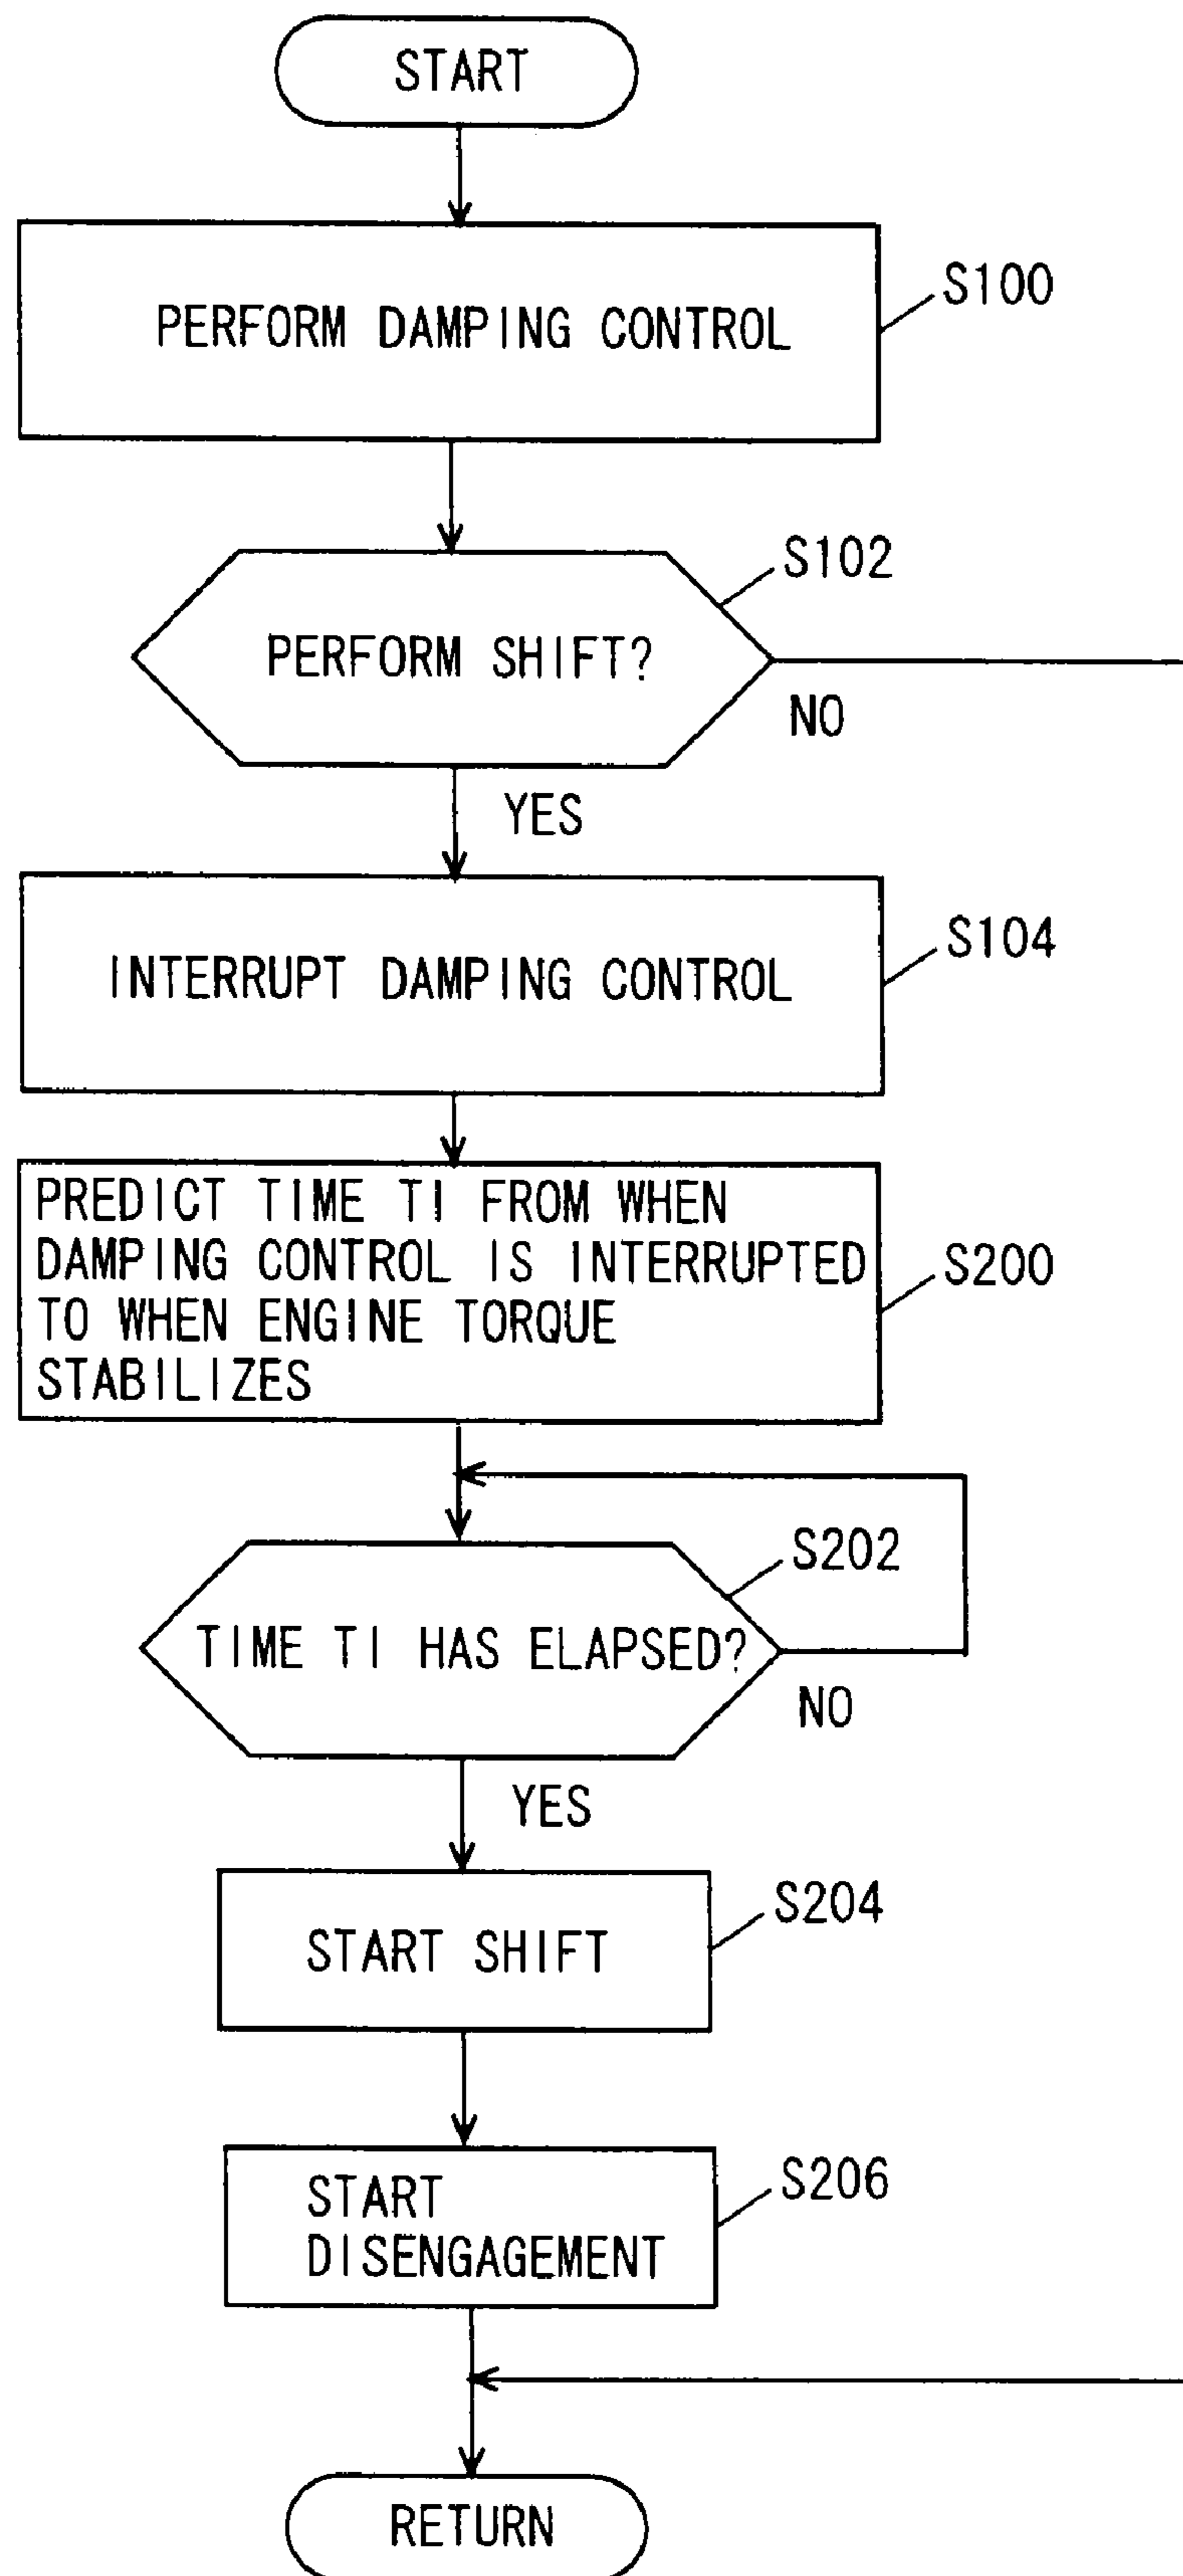 START
PERFORM DAMPING CONTROL
S100
PERFORM SHIFT?
S102
NO
YES
INTERRUPT DAMPING CONTROL
S104
PREDICT TIME TI FROM WHEN
DAMPING CONTROL IS INTERRUPTED
TO WHEN ENGINE TORQUE
STABILIZES
S200
TIME TI HAS ELAPSED?
S202
NO
YES
START SHIFT
S204
START
DISENGAGEMENT
S206
RETURN